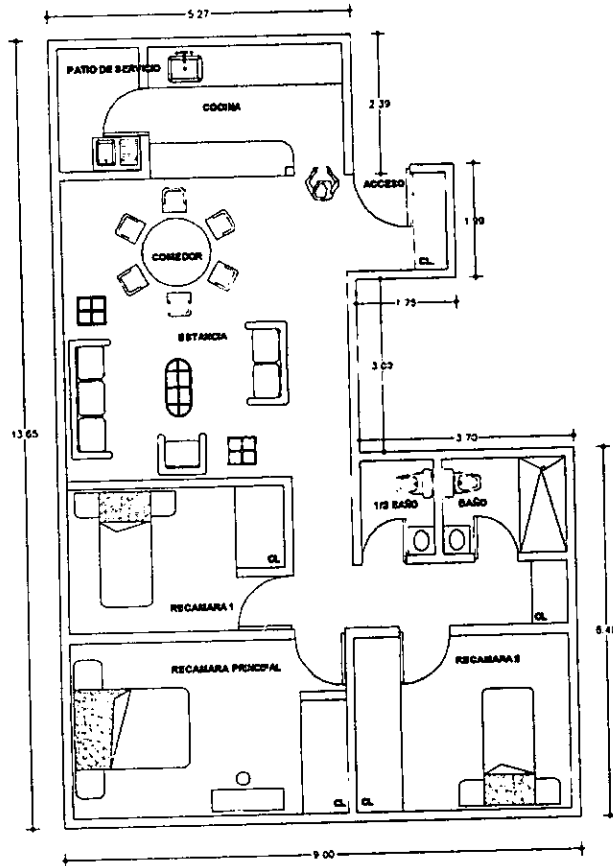 5.27
PATIO DE SERVICIO
COCINA
2.39
ACCESO
1.99
CL.
COMEDOR
1.75
ESTANCIA
3.02
13.65
3.70
1/2 BAÑO
BAÑO
CL
RECAMARA 1
CL
RECAMARA PRINCIPAL
RECAMARA 2
CL
CL
9.00